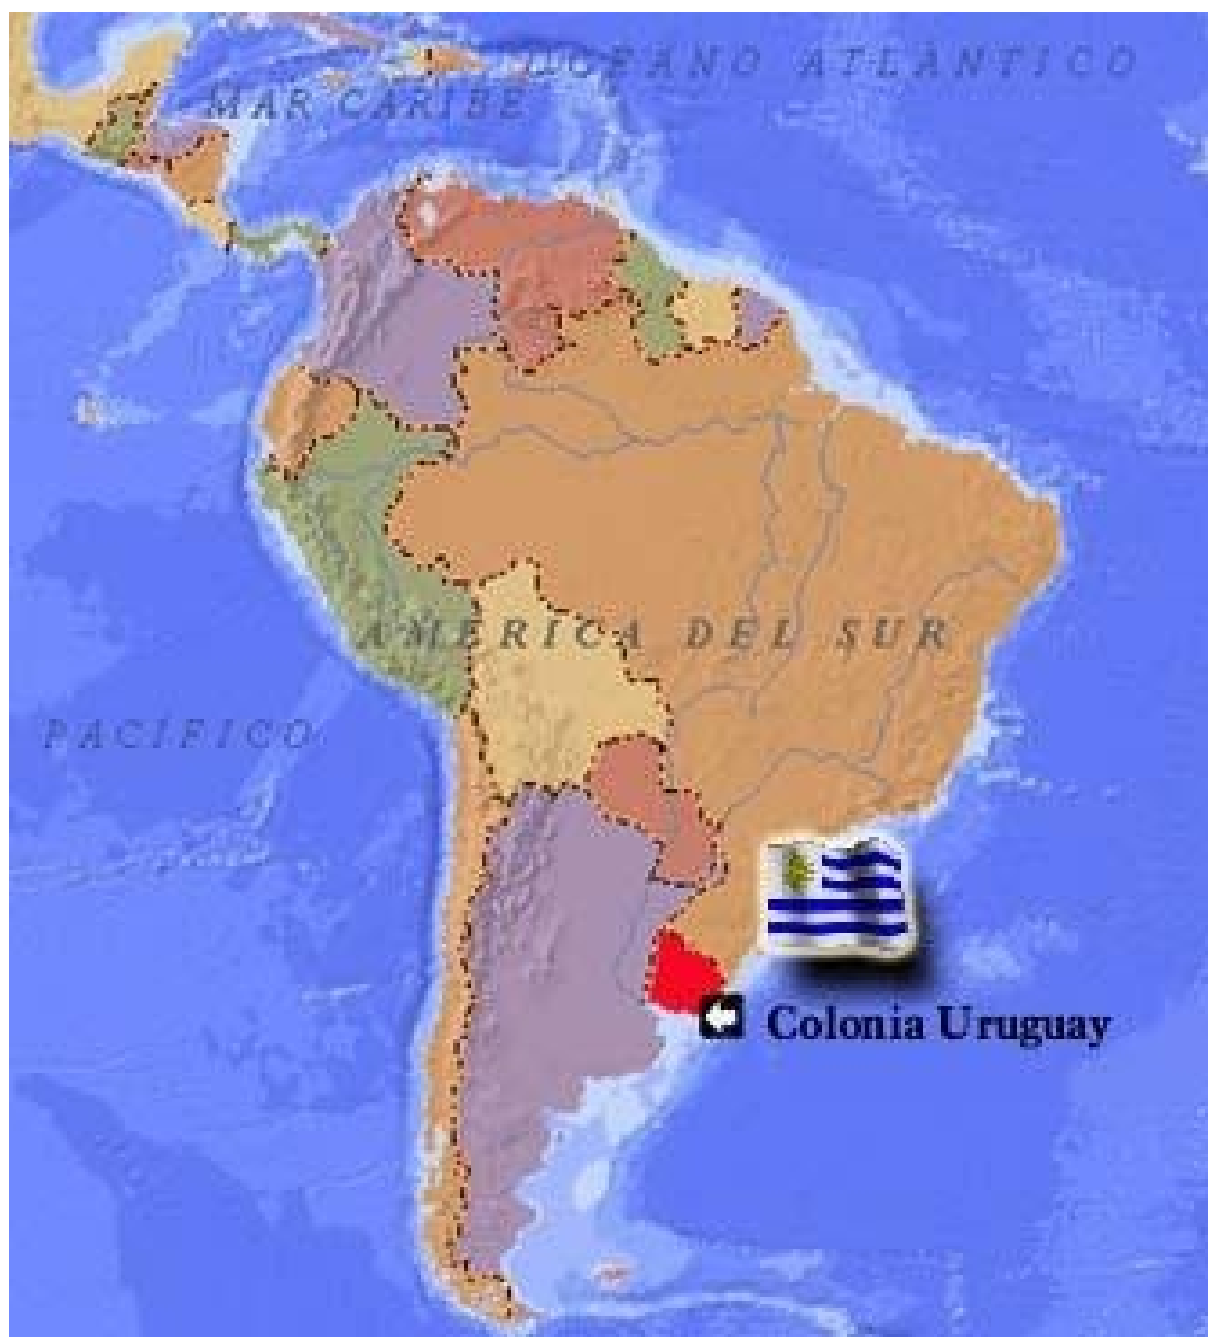 OCEANO ATLANTICO
MAR CARIBE
AMERICA DEL SUR
PACIFICO
Colonia Uruguay